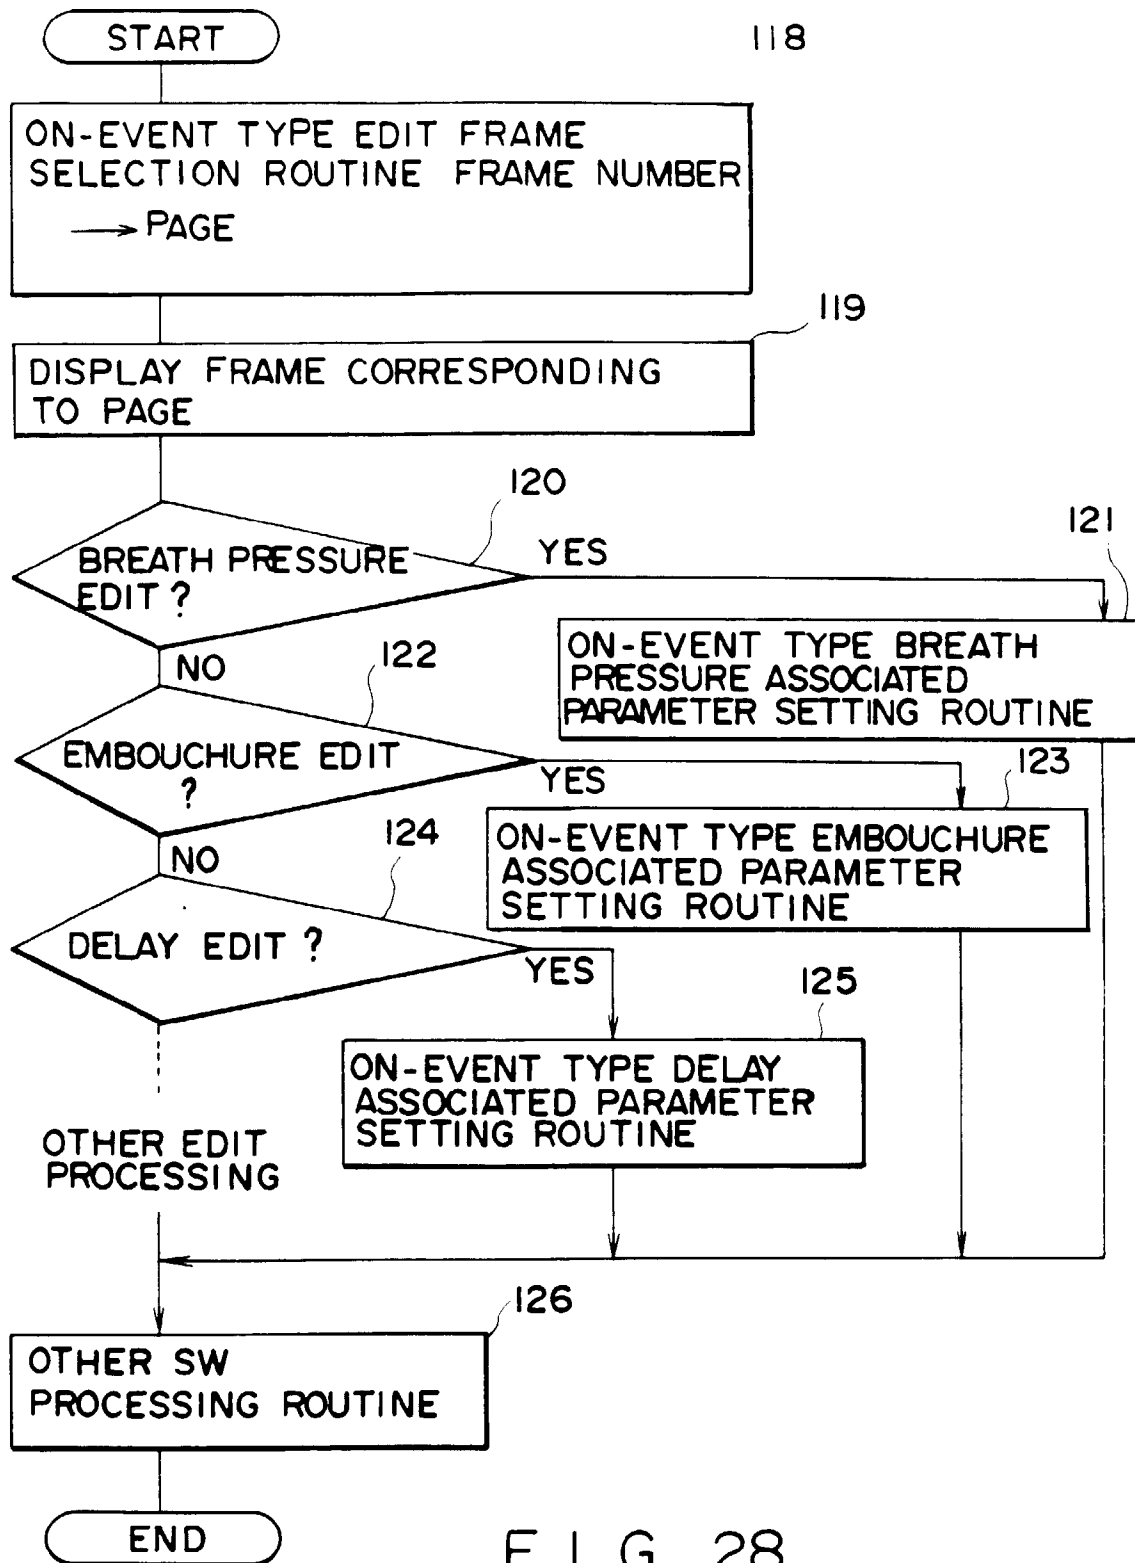 START
118
ON-EVENT TYPE EDIT FRAME
SELECTION ROUTINE FRAME NUMBER
→ PAGE
119
DISPLAY FRAME CORRESPONDING
TO PAGE
120
BREATH PRESSURE
EDIT ?
YES
121
ON-EVENT TYPE BREATH
PRESSURE ASSOCIATED
PARAMETER SETTING ROUTINE
NO
122
EMBOUCHURE EDIT
?
YES
123
ON-EVENT TYPE EMBOUCHURE
ASSOCIATED PARAMETER
SETTING ROUTINE
NO
124
DELAY EDIT ?
YES
125
ON-EVENT TYPE DELAY
ASSOCIATED PARAMETER
SETTING ROUTINE
OTHER EDIT
PROCESSING
126
OTHER SW
PROCESSING ROUTINE
END
FIG. 28